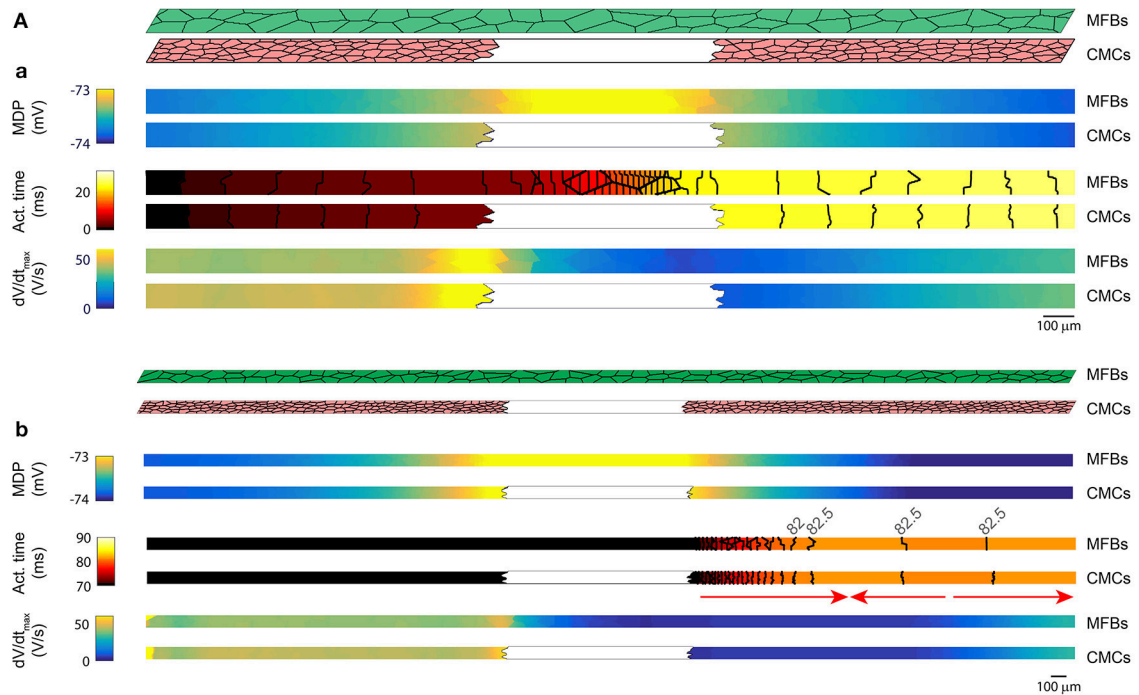 A
MFBs
CMCs
a
MDP
(mV)
-73
-74
MFBs
CMCs
Act. time
(ms)
20
0
MFBs
CMCs
dV/dtmax
(V/s)
50
0
MFBs
CMCs
100 μm
MFBs
CMCs
b
MDP
(mV)
-73
-74
MFBs
CMCs
82 82.5 82.5 82.5
Act. time
(ms)
90
80
70
MFBs
CMCs
dV/dtmax
(V/s)
50
0
MFBs
CMCs
100 μm